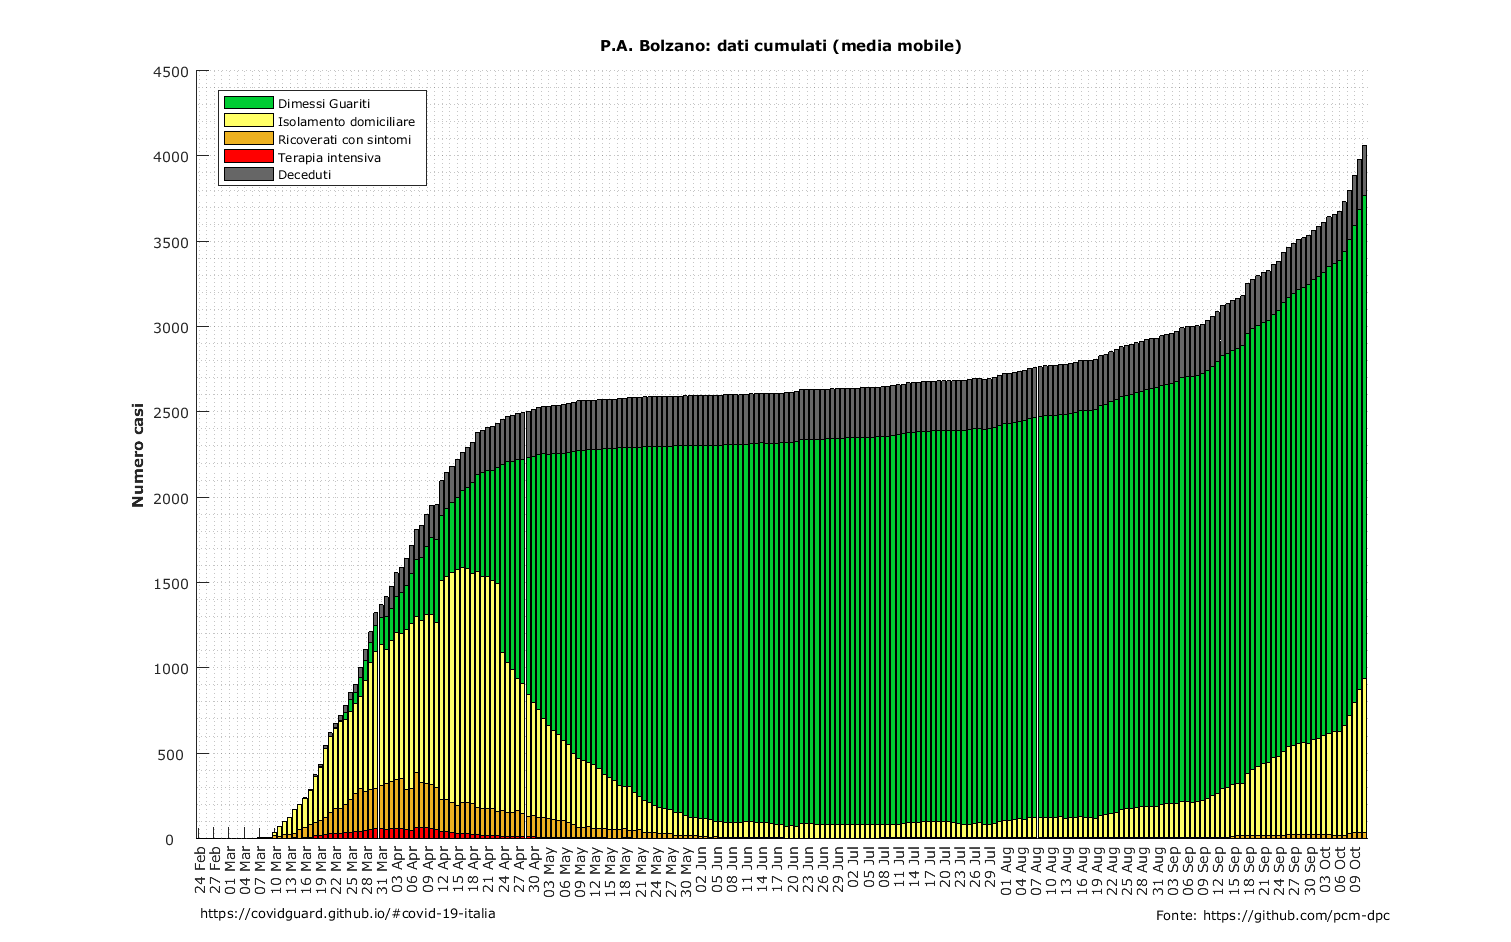 P.A. Bolzano: dati cumulati (media mobile)
4500
4000
3500
3000
2500
2000
1500
1000
500
0
Numero casi
Dimessi Guariti
Isolamento domiciliare
Ricoverati con sintomi
Terapia intensiva
Deceduti
24 Feb
27 Feb
01 Mar
04 Mar
07 Mar
10 Mar
13 Mar
16 Mar
19 Mar
22 Mar
25 Mar
28 Mar
31 Mar
03 Apr
06 Apr
09 Apr
12 Apr
15 Apr
18 Apr
21 Apr
24 Apr
27 Apr
30 Apr
03 May
06 May
09 May
12 May
15 May
18 May
21 May
24 May
27 May
30 May
02 Jun
05 Jun
08 Jun
11 Jun
14 Jun
17 Jun
20 Jun
23 Jun
26 Jun
29 Jun
02 Jul
05 Jul
08 Jul
11 Jul
14 Jul
17 Jul
20 Jul
23 Jul
26 Jul
29 Jul
01 Aug
04 Aug
07 Aug
10 Aug
13 Aug
16 Aug
19 Aug
22 Aug
25 Aug
28 Aug
31 Aug
03 Sep
06 Sep
09 Sep
12 Sep
15 Sep
18 Sep
21 Sep
24 Sep
27 Sep
30 Sep
03 Oct
06 Oct
09 Oct
https://covidguard.github.io/#covid-19-italia
Fonte: https://github.com/pcm-dpc